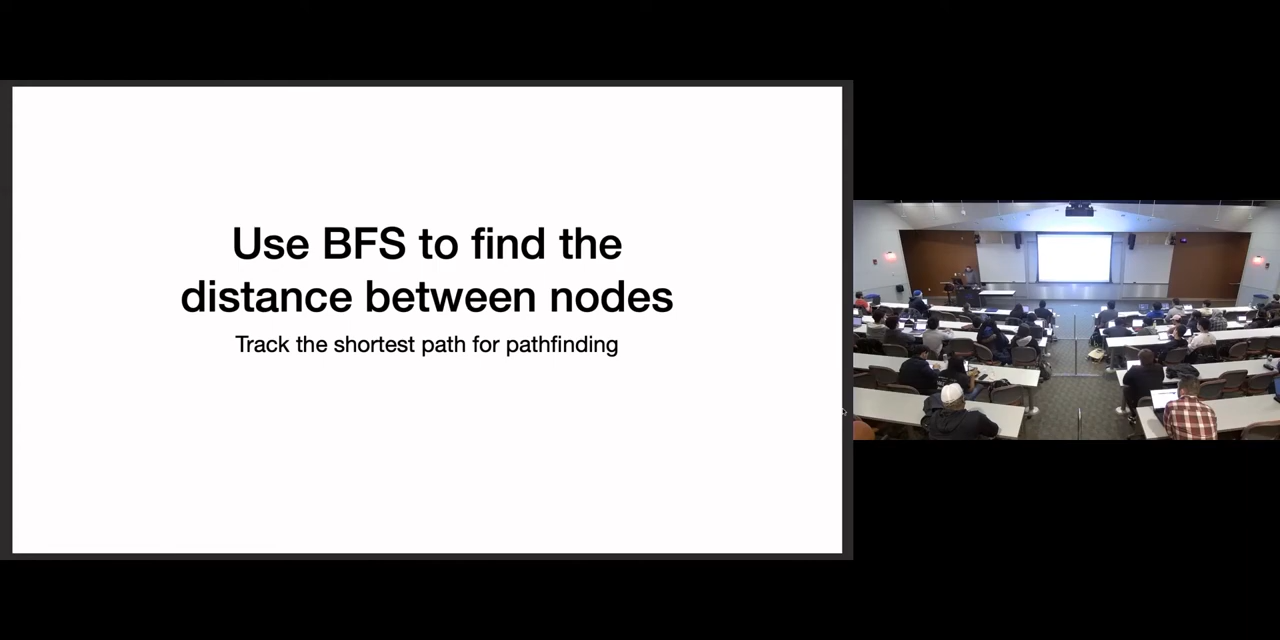 Use BFS to find the
distance between nodes
Track the shortest path for pathfinding